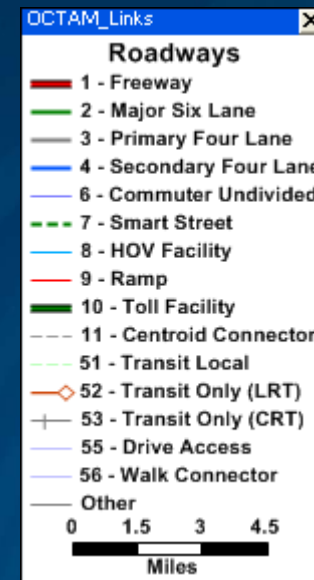 OCTAM_Links
Roadways
1 - Freeway
2 - Major Six Lane
3 - Primary Four Lane
4 - Secondary Four Lane
6 - Commuter Undivided
7 - Smart Street
8 - HOV Facility
9 - Ramp
10 - Toll Facility
11 - Centroid Connector
51 - Transit Local
52 - Transit Only (LRT)
53 - Transit Only (CRT)
55 - Drive Access
56 - Walk Connector
Other
0 1.5 3 4.5
Miles